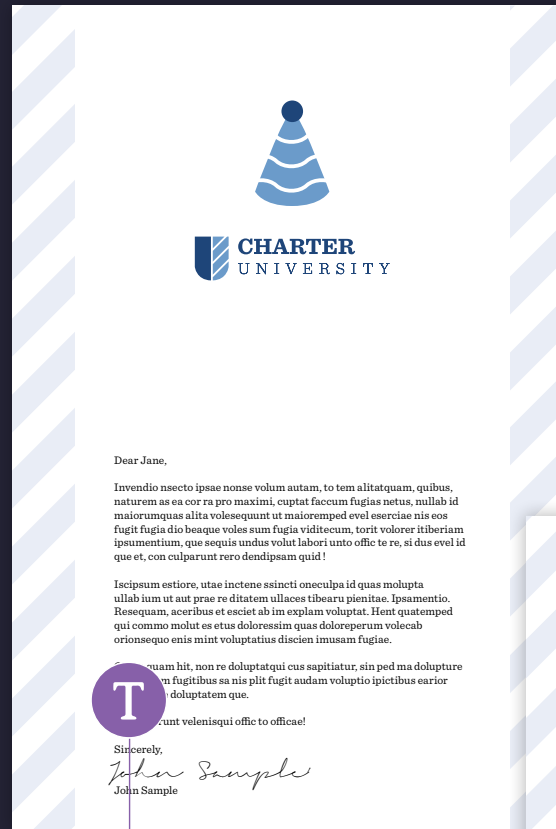 CHARTER
UNIVERSITY
Dear Jane,
Invendio nsecto ipsae nonse volum autam, to tem alitatquam, quibus,
naturem as ea cor ra pro maximi, cuptat faccum fugias netus, nullab id
maiorumquas alita volesequunt ut maioremped evel eserciae nis eos
fugit fugia dio beaque voles sum fugia viditecum, torit volorer itiberiam
ipsumentium, que sequis undus volut labori unto offic te re, si dus evel id
que et, con culparunt rero dendipsam quid !
Iscipsum estiore, utae inctene ssincti oneculpa id quas molupta
ullab ium ut aut prae re ditatem ullaces tibearu pienitae. Ipsamentio.
Resequam, aceribus et esciet ab im explam voluptat. Hent quatemped
qui commo molut es etus doloressim quas doloreperum volecab
orionsequo enis mint voluptatius discien imusam fugiae.
quam hit, non re doluptatqui cus sapitiatur, sin ped ma dolupture
fugitibus sa nis plit fugit audam voluptio ipictibus earior
doluptatem que.
T
velenisqui offic to officae!
Sincerely,
John Sample
John Sample